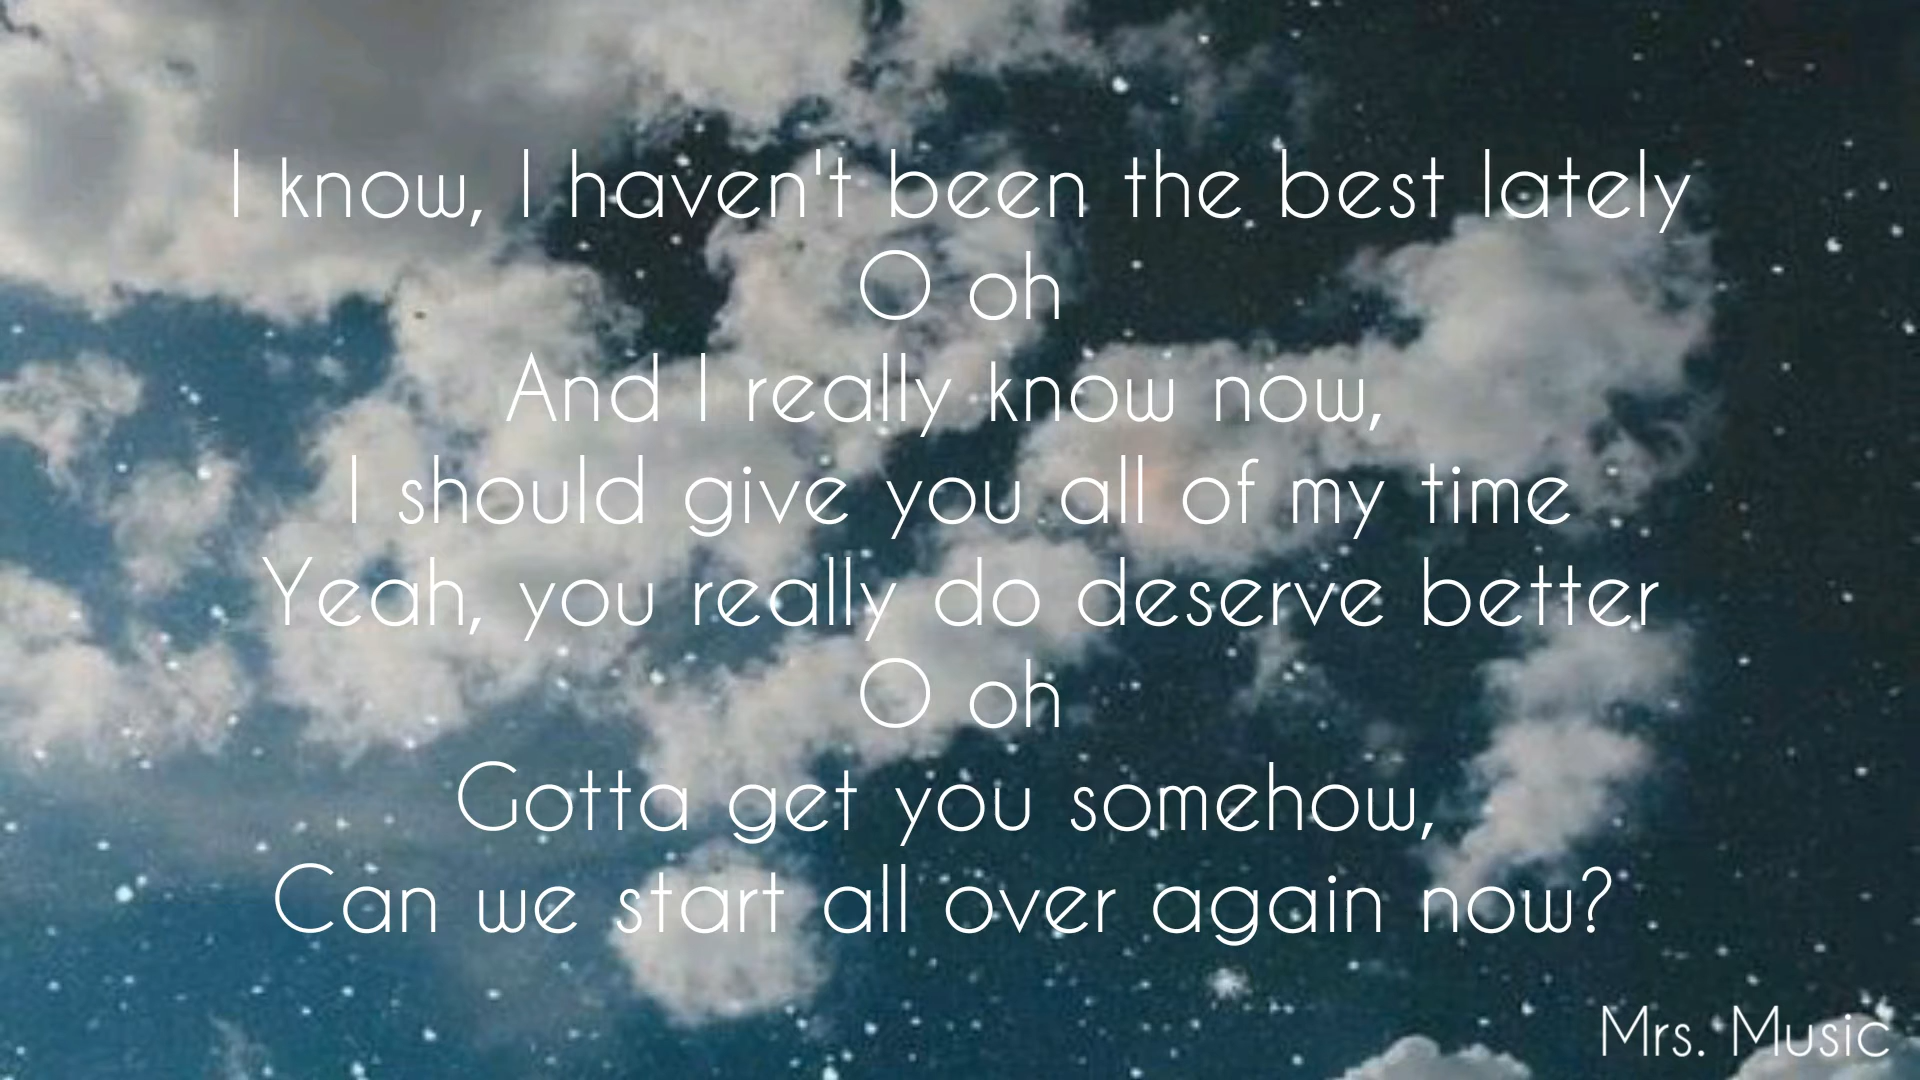 I know, I haven't been the best lately
O oh
And I really know now,
I should give you all of my time
Yeah, you really do deserve better
O oh
Gotta get you somehow,
Can we start all over again now?
Mrs. Music